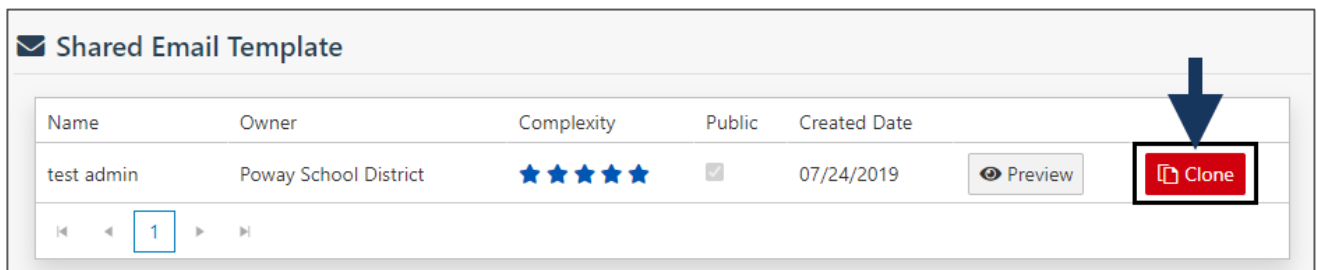 Shared Email Template
Name Owner Complexity Public Created Date
test admin Poway School District 07/24/2019 Preview Clone
1